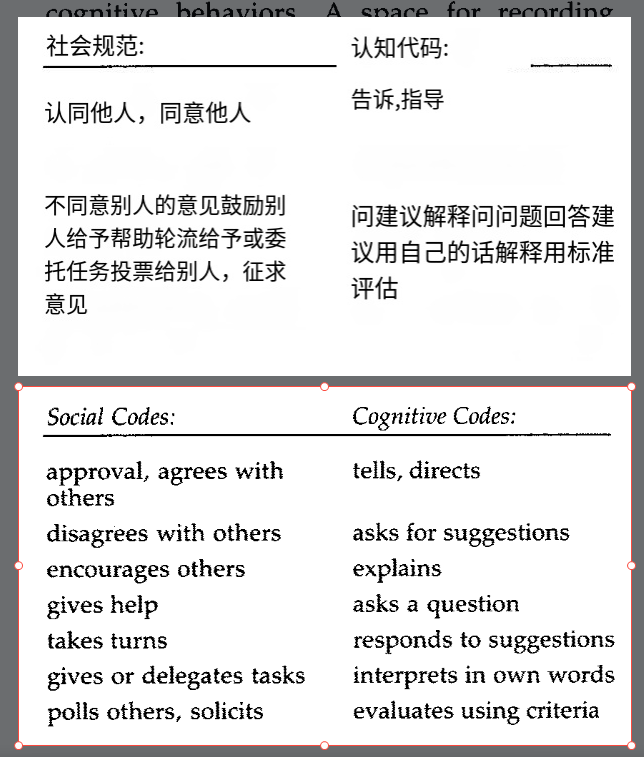 cognitive behaviors. A space for recording
社会规范:
认知代码:
认同他人，同意他人
告诉,指导
不同意别人的意见鼓励别
人给予帮助轮流给予或委
托任务投票给别人，征求
意见
问建议解释问问题回答建
议用自己的话解释用标准
评估
Social Codes:
Cognitive Codes:
approval, agrees with
others
tells, directs
disagrees with others
asks for suggestions
encourages others
explains
gives help
asks a question
takes turns
responds to suggestions
gives or delegates tasks
interprets in own words
polls others, solicits
evaluates using criteria